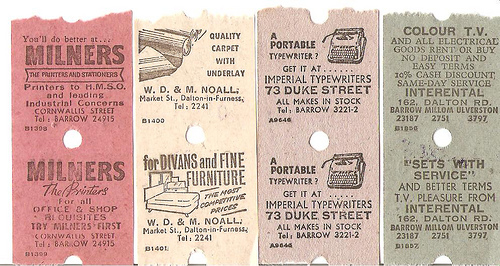 You'll do better at...
MILNERS
THE PRINTERS AND STATIONERS
Printers to H.M.S.O.
and leading
Industrial Concerns
CORNWALLIS STREET
Tel: BARROW 24915
B1398
MILNERS
The Printers
For all
OFFICE & SHOP
REQUISITES
TRY MILNERS FIRST
CORNWALLIS STREET
Tel: BARROW 24915
B1399
QUALITY
CARPET
WITH
UNDERLAY
W. D. & M. NOALL,
Market St., Dalton-in-Furness,
Tel: 2241
B1400
for DIVANS and FINE
FURNITURE
THE MOST
COMPETITIVE
PRICES
W. D. & M. NOALL,
Market St., Dalton-in-Furness,
Tel: 2241
B1401
A
PORTABLE
TYPEWRITER ?
GET IT AT......
IMPERIAL TYPEWRITERS
73 DUKE STREET
ALL MAKES IN STOCK
Tel: BARROW 3221-2
A9646
A
PORTABLE
TYPEWRITER ?
GET IT AT......
IMPERIAL TYPEWRITERS
73 DUKE STREET
ALL MAKES IN STOCK
Tel: BARROW 3221-2
COLOUR T.V.
AND ALL ELECTRICAL
GOODS RENT OR BUY
NO DEPOSIT AND
EASY TERMS
10% CASH DISCOUNT
SAME-DAY SERVICE
INTERENTAL
162, DALTON RD.
BARROW MILLOM ULVERSTON
23187 2751 3797
"SETS WITH
SERVICE"
AND BETTER TERMS
T.V. PLEASURE FROM
INTERENTAL
162, DALTON RD.
BARROW MILLOM ULVERSTON
23187 2751 3797